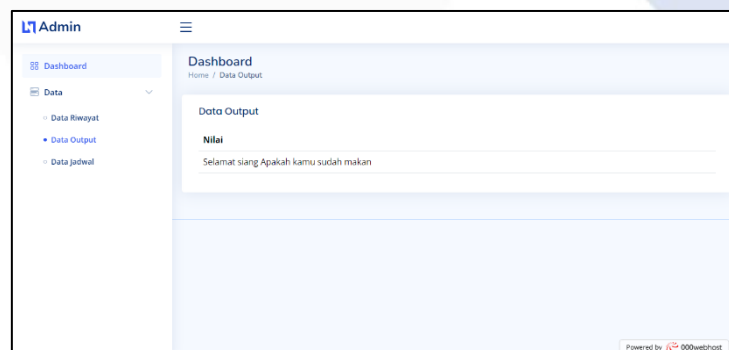 Admin
Dashboard
Data
Data Riwayat
Data Output
Data Jadwal
Dashboard
Home / Data Output
Data Output
Nilai
Selamat siang Apakah kamu sudah makan
Powered by 000webhost